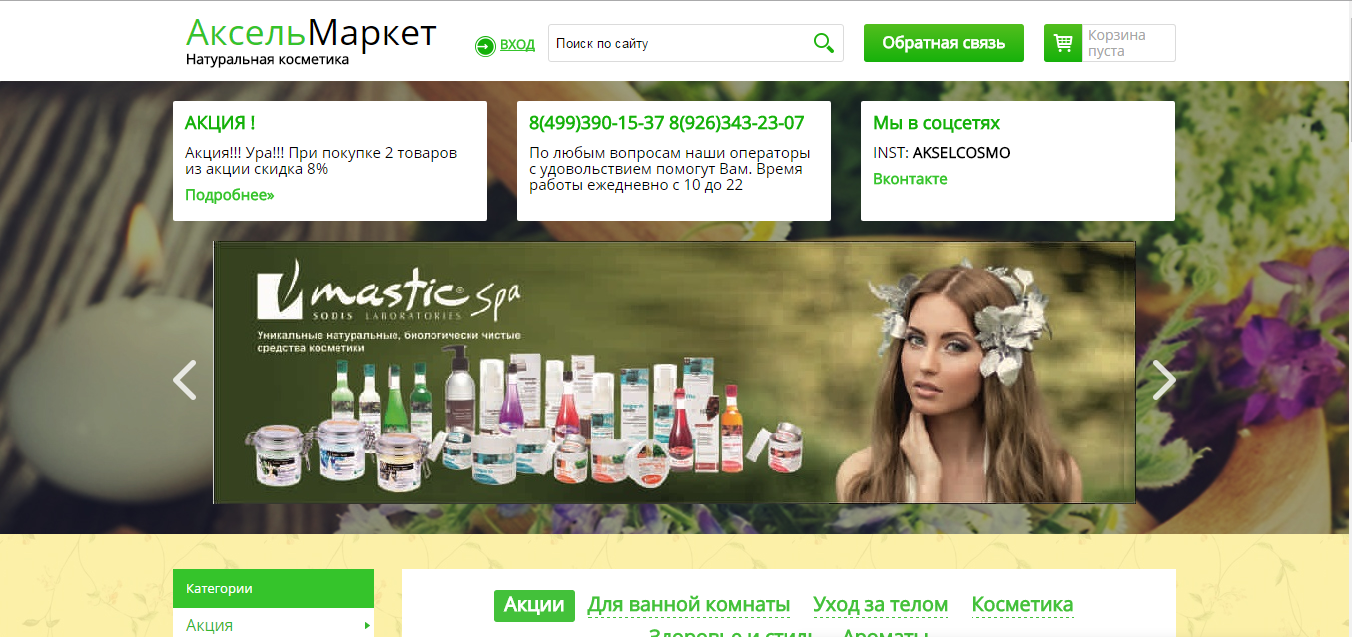 АксельМаркет
Натуральная косметика
ВХОД
Поиск по сайту
Обратная связь
Корзина
пуста
АКЦИЯ !
Акция!!! Ура!!! При покупке 2 товаров
из акции скидка 8%
Подробнее»
8(499)390-15-37 8(926)343-23-07
По любым вопросам наши операторы
с удовольствием помогут Вам. Время
работы ежедневно с 10 до 22
Мы в соцсетях
INST: AKSELCOSMO
Вконтакте
mastic® spa
SODIS LABORATORIES
Уникальные натуральные, биологически чистые
средства косметики
Категории
Акция
Акции Для ванной комнаты Уход за телом Косметика
Здоровье и стиль Ароматы